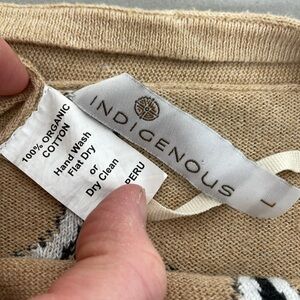 INDIGENOUS
L
100% ORGANIC
COTTON
Hand Wash
Flat Dry
or
Dry Clean
PERU